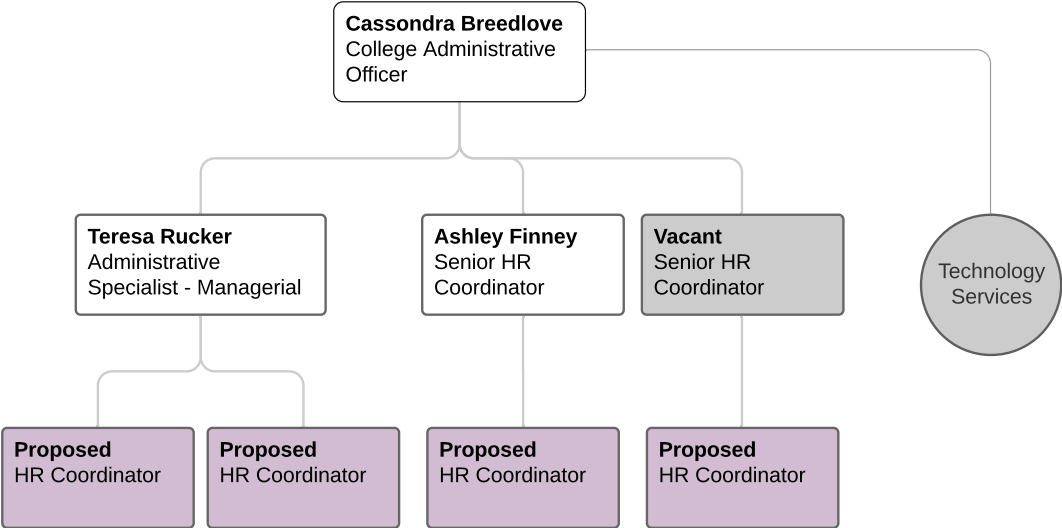 Cassondra Breedlove
College Administrative
Officer
Teresa Rucker
Administrative
Specialist - Managerial
Ashley Finney
Senior HR
Coordinator
Vacant
Senior HR
Coordinator
Technology
Services
Proposed
HR Coordinator
Proposed
HR Coordinator
Proposed
HR Coordinator
Proposed
HR Coordinator